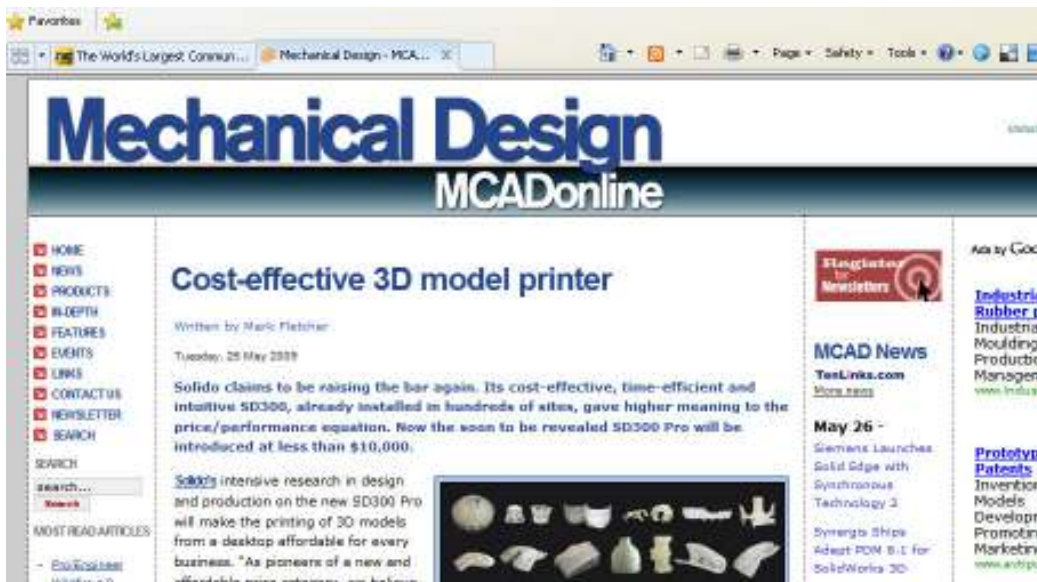 Favorites
The World's Largest Commun...
Mechanical Design - MCA...
Page
Safety
Tools
Mechanical Design
MCADonline
HOME
NEWS
PRODUCTS
IN-DEPTH
FEATURES
EVENTS
LINKS
CONTACT US
NEWSLETTER
SEARCH
SEARCH
search...
Search
MOST READ ARTICLES
- Pro/Engineer
Cost-effective 3D model printer
Written by Mark Fletcher
Tuesday, 26 May 2009
Solido claims to be raising the bar again. Its cost-effective, time-efficient and
intuitive SD300, already installed in hundreds of sites, gave higher meaning to the
price/performance equation. Now the soon to be revealed SD300 Pro will be
introduced at less than $10,000.
Solido's intensive research in design
and production on the new SD300 Pro
will make the printing of 3D models
from a desktop affordable for every
business. "As pioneers of a new and
Register
for
Newsletters
MCAD News
TenLinks.com
More news
May 26 -
Siemens Launches
Solid Edge with
Synchronous
Technology 2
Synergis Ships
Adept PDM 8.1 for
SolidWorks 3D
Ads by Goo
Industria
Rubber p
Industria
Moulding
Productio
Managem
Prototyp
Patents
Invention
Models
Developm
Promotin
Marketin